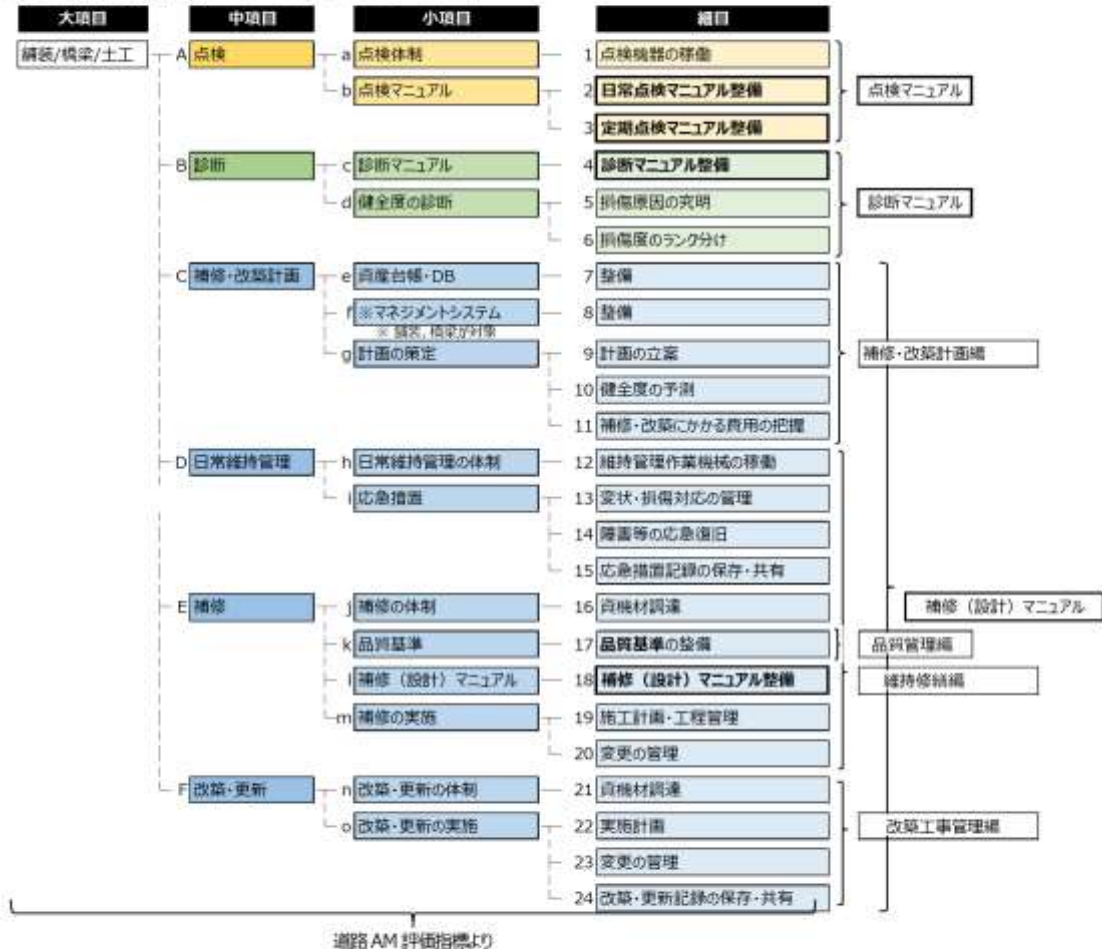 大項目 中項目 小項目 細目
舗装/橋梁/土工 A 点検 a 点検体制 1 点検機器の稼働
b 点検マニュアル 2 日常点検マニュアル整備 点検マニュアル
3 定期点検マニュアル整備
B 診断 c 診断マニュアル 4 診断マニュアル整備
d 健全度の診断 5 損傷原因の究明 診断マニュアル
6 損傷度のランク分け
C 補修・改築計画 e 資産台帳・DB 7 整備
f ※マネジメントシステム 8 整備
※ 舗装、橋梁が対象
g 計画の策定 9 計画の立案 補修・改築計画編
10 健全度の予測
11 補修・改築にかかる費用の把握
D 日常維持管理 h 日常維持管理の体制 12 維持管理作業機械の稼働
i 応急措置 13 変状・損傷対応の管理
14 障害等の応急復旧
15 応急措置記録の保存・共有
E 補修 j 補修の体制 16 資機材調達 補修（設計）マニュアル
k 品質基準 17 品質基準の整備 品質管理編
l 補修（設計）マニュアル 18 補修（設計）マニュアル整備 維持修繕編
m 補修の実施 19 施工計画・工程管理
20 変更の管理
F 改築・更新 n 改築・更新の体制 21 資機材調達
o 改築・更新の実施 22 実施計画 改築工事管理編
23 変更の管理
24 改築・更新記録の保存・共有
道路 AM 評価指標より